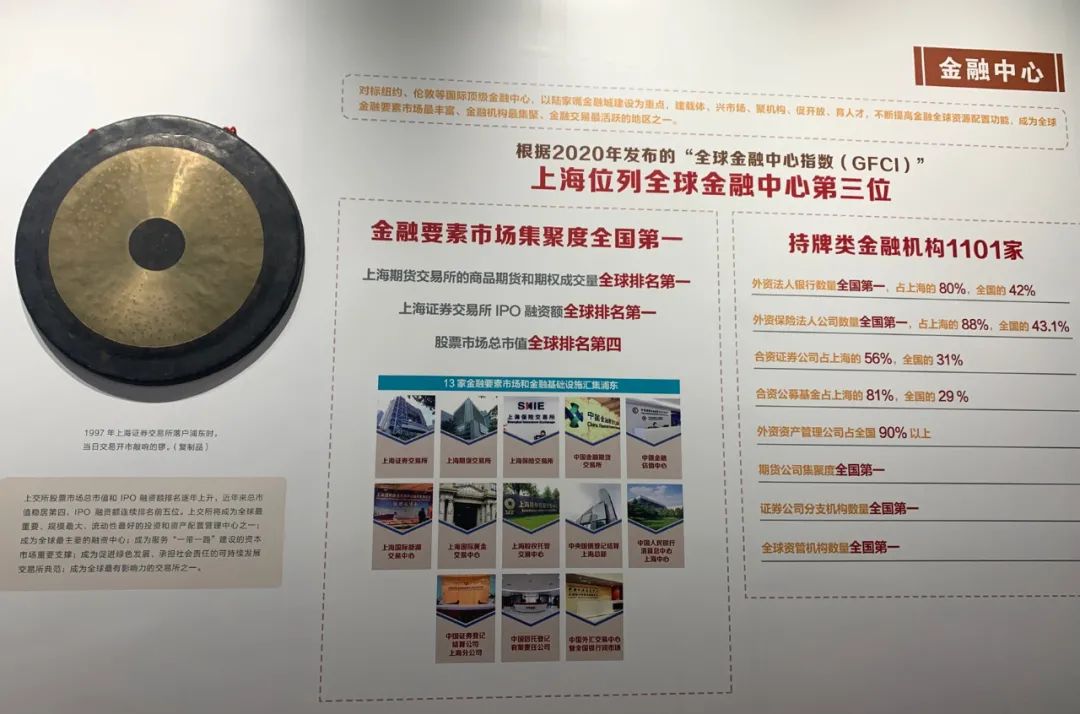 金融中心
对标纽约、伦敦等国际顶级金融中心，以陆家嘴金融城建设为重点，建载体、兴市场、聚机构、促开放、育人才，不断提高金融全球资源配置功能，成为全球
金融要素市场最丰富、金融机构最集聚、金融交易最活跃的地区之一。
根据2020年发布的“全球金融中心指数（GFCI）”
上海位列全球金融中心第三位
金融要素市场集聚度全国第一
上海期货交易所的商品期货和期权成交量全球排名第一
上海证券交易所 IPO 融资额全球排名第一
股票市场总市值全球排名第四
13 家金融要素市场和金融基础设施汇集浦东
上海证券交易所
上海期货交易所
SHIE
上海保险交易所
Shanghai Insurance Exchange
上海保险交易所
中国金融期货
交易所
中债金融
估值中心
上海国际能源
交易中心
上海国际黄金
交易中心
上海股权托管
交易中心
中央国债登记结算
上海总部
中国人民银行
清算总中心
上海中心
中国证券登记
结算公司
上海分公司
中国信托登记
有限责任公司
中国外汇交易中心
暨全国银行间市场
持牌类金融机构1101家
外资法人银行数量全国第一，占上海的 80%，全国的 42%
外资保险法人公司数量全国第一，占上海的 88%，全国的 43.1%
合资证券公司占上海的 56%，全国的 31%
合资公募基金占上海的 81%，全国的 29 %
外资资产管理公司占全国 90% 以上
期货公司集聚度全国第一
证券公司分支机构数量全国第一
全球资管机构数量全国第一
1997 年上海证券交易所落户浦东时，
当日交易开市敲响的锣。（复制品）
上交所股票市场总市值和 IPO 融资额排名逐年上升，近年来总市
值稳居第四、IPO 融资额连续排名前五位。上交所将成为全球最
重要、规模最大、流动性最好的投资和资产配置管理中心之一；
成为全球最主要的融资中心；成为服务“一带一路”建设的资本
市场重要支撑；成为促进绿色发展、承担社会责任的可持续发展
交易所典范；成为全球最有影响力的交易所之一。